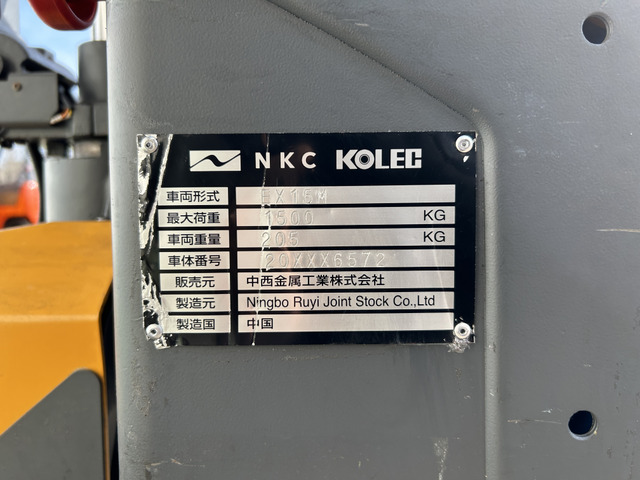 NKC KOLEC
車両形式 EX15M
最大荷重 1500 KG
車両重量 205 KG
車体番号 20XXX6572
販売元 中西金属工業株式会社
製造元 Ningbo Ruyi Joint Stock Co.,Ltd
製造国 中国